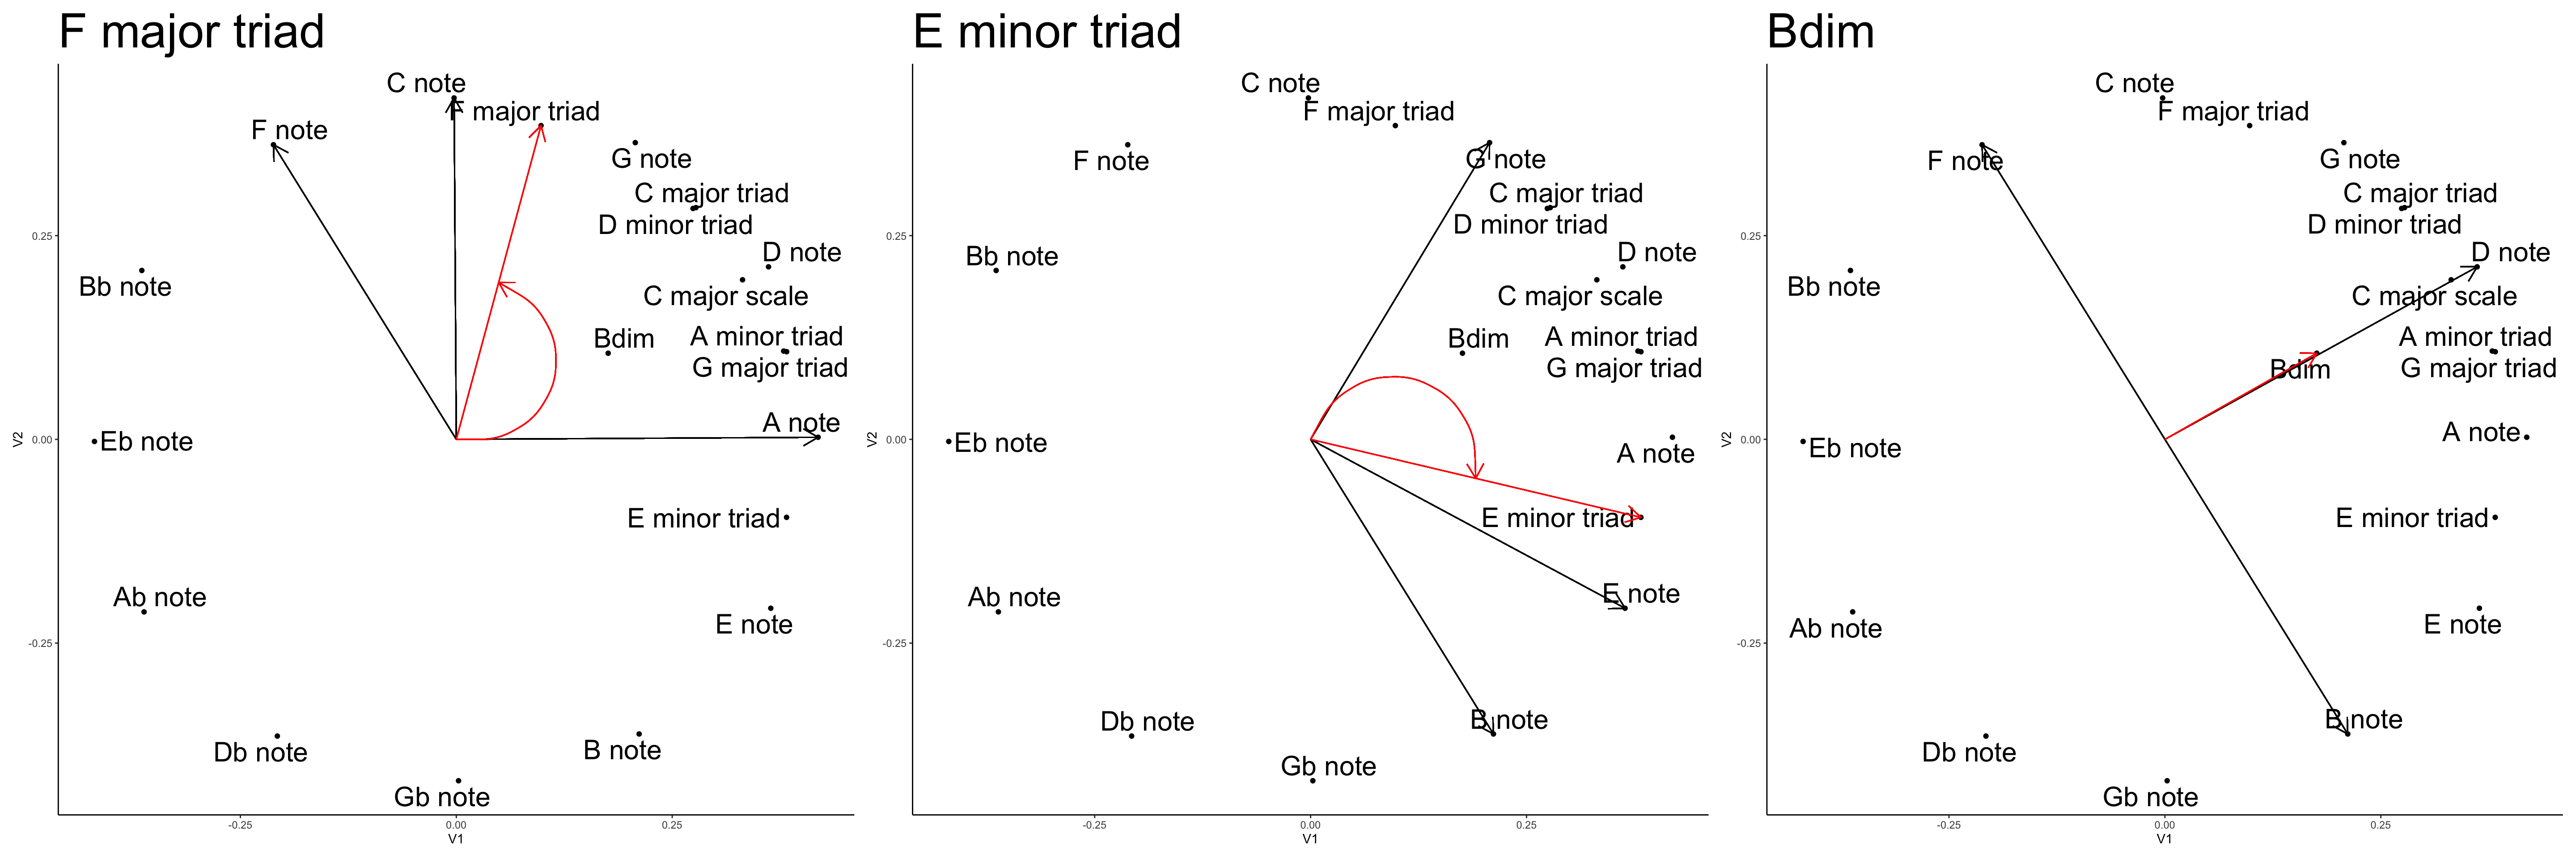 F major triad
C note
F major triad
F note
G note
C major triad
D minor triad
D note
0.25
Bb note
C major scale
Bdim
A minor triad
G major triad
A note
V2
0.00
Eb note
E minor triad
Ab note
E note
-0.25
Db note
B note
Gb note
-0.25
0.00
0.25
V1
E minor triad
C note
F major triad
F note
G note
C major triad
D minor triad
D note
0.25
Bb note
C major scale
Bdim
A minor triad
G major triad
V2
0.00
Eb note
A note
E minor triad
Ab note
E note
-0.25
Db note
B note
Gb note
-0.25
0.00
0.25
V1
Bdim
C note
F major triad
F note
G note
C major triad
D minor triad
D note
0.25
Bb note
C major scale
A minor triad
Bdim
G major triad
V2
0.00
Eb note
A note
E minor triad
Ab note
E note
-0.25
B note
Db note
Gb note
-0.25
0.00
0.25
V1